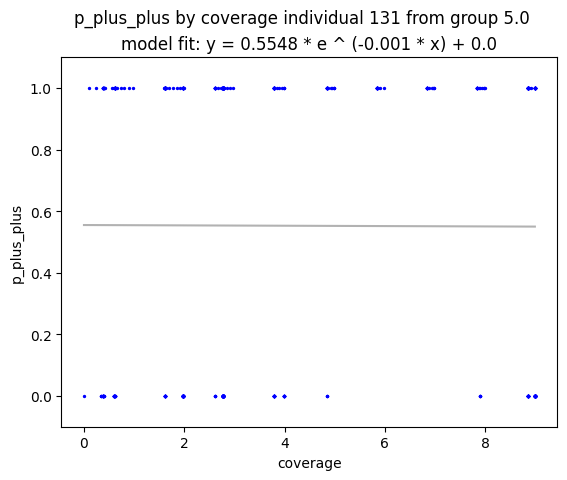 p_plus_plus by coverage individual 131 from group 5.0
model fit: y = 0.5548 * e ^ (-0.001 * x) + 0.0
1.0
0.8
0.6
0.4
0.2
0.0
p_plus_plus
0 2 4 6 8
coverage